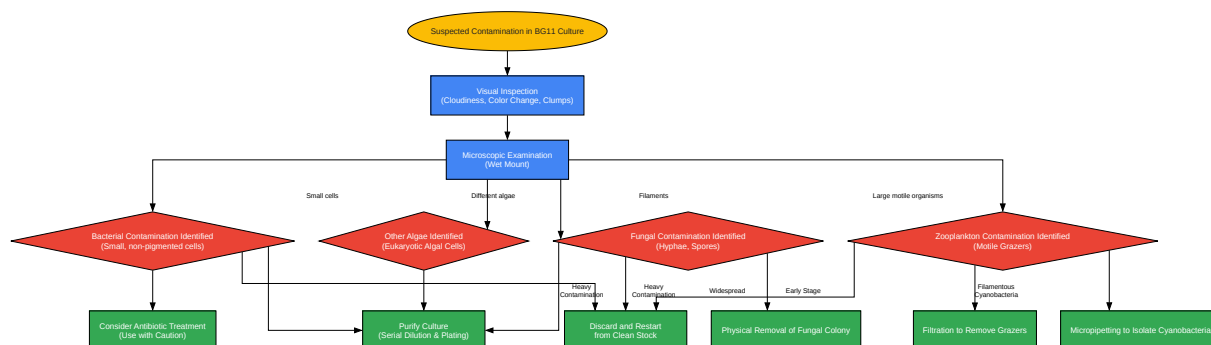 Suspected Contamination in BG11 Culture
Visual Inspection
(Cloudiness, Color Change, Clumps)
Microscopic Examination
(Wet Mount)
Small cells
Different algae
Filaments
Large motile organisms
Bacterial Contamination Identified
(Small, non-pigmented cells)
Other Algae Identified
(Eukaryotic Algal Cells)
Fungal Contamination Identified
(Hyphae, Spores)
Zooplankton Contamination Identified
(Motile Grazers)
Heavy
Contamination
Heavy
Contamination
Widespread
Early Stage
Filamentous
Cyanobacteria
Consider Antibiotic Treatment
(Use with Caution)
Purify Culture
(Serial Dilution & Plating)
Discard and Restart
from Clean Stock
Physical Removal of Fungal Colony
Filtration to Remove Grazers
Micropipetting to Isolate Cyanobacteria